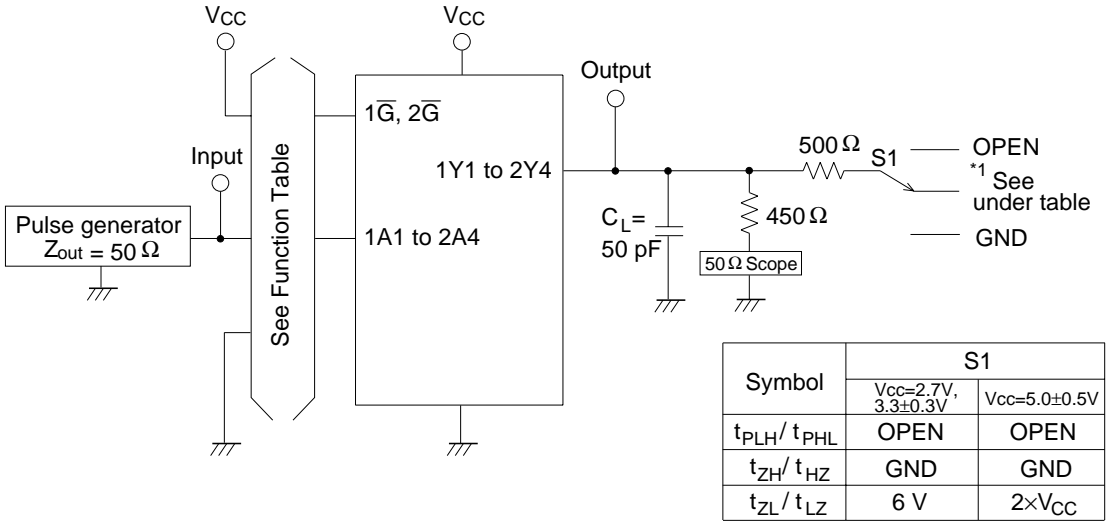 VCC
VCC
Output
1G̅, 2G̅
Input
See Function Table
1Y1 to 2Y4
500 Ω
S1
OPEN
*1 See
under table
GND
Pulse generator
Zout = 50 Ω
1A1 to 2A4
CL=
50 pF
450 Ω
50 Ω Scope
Symbol
S1
Vcc=2.7V,
3.3±0.3V
Vcc=5.0±0.5V
tPLH / tPHL OPEN OPEN
tZH / tHZ GND GND
tZL / tLZ 6 V 2×VCC